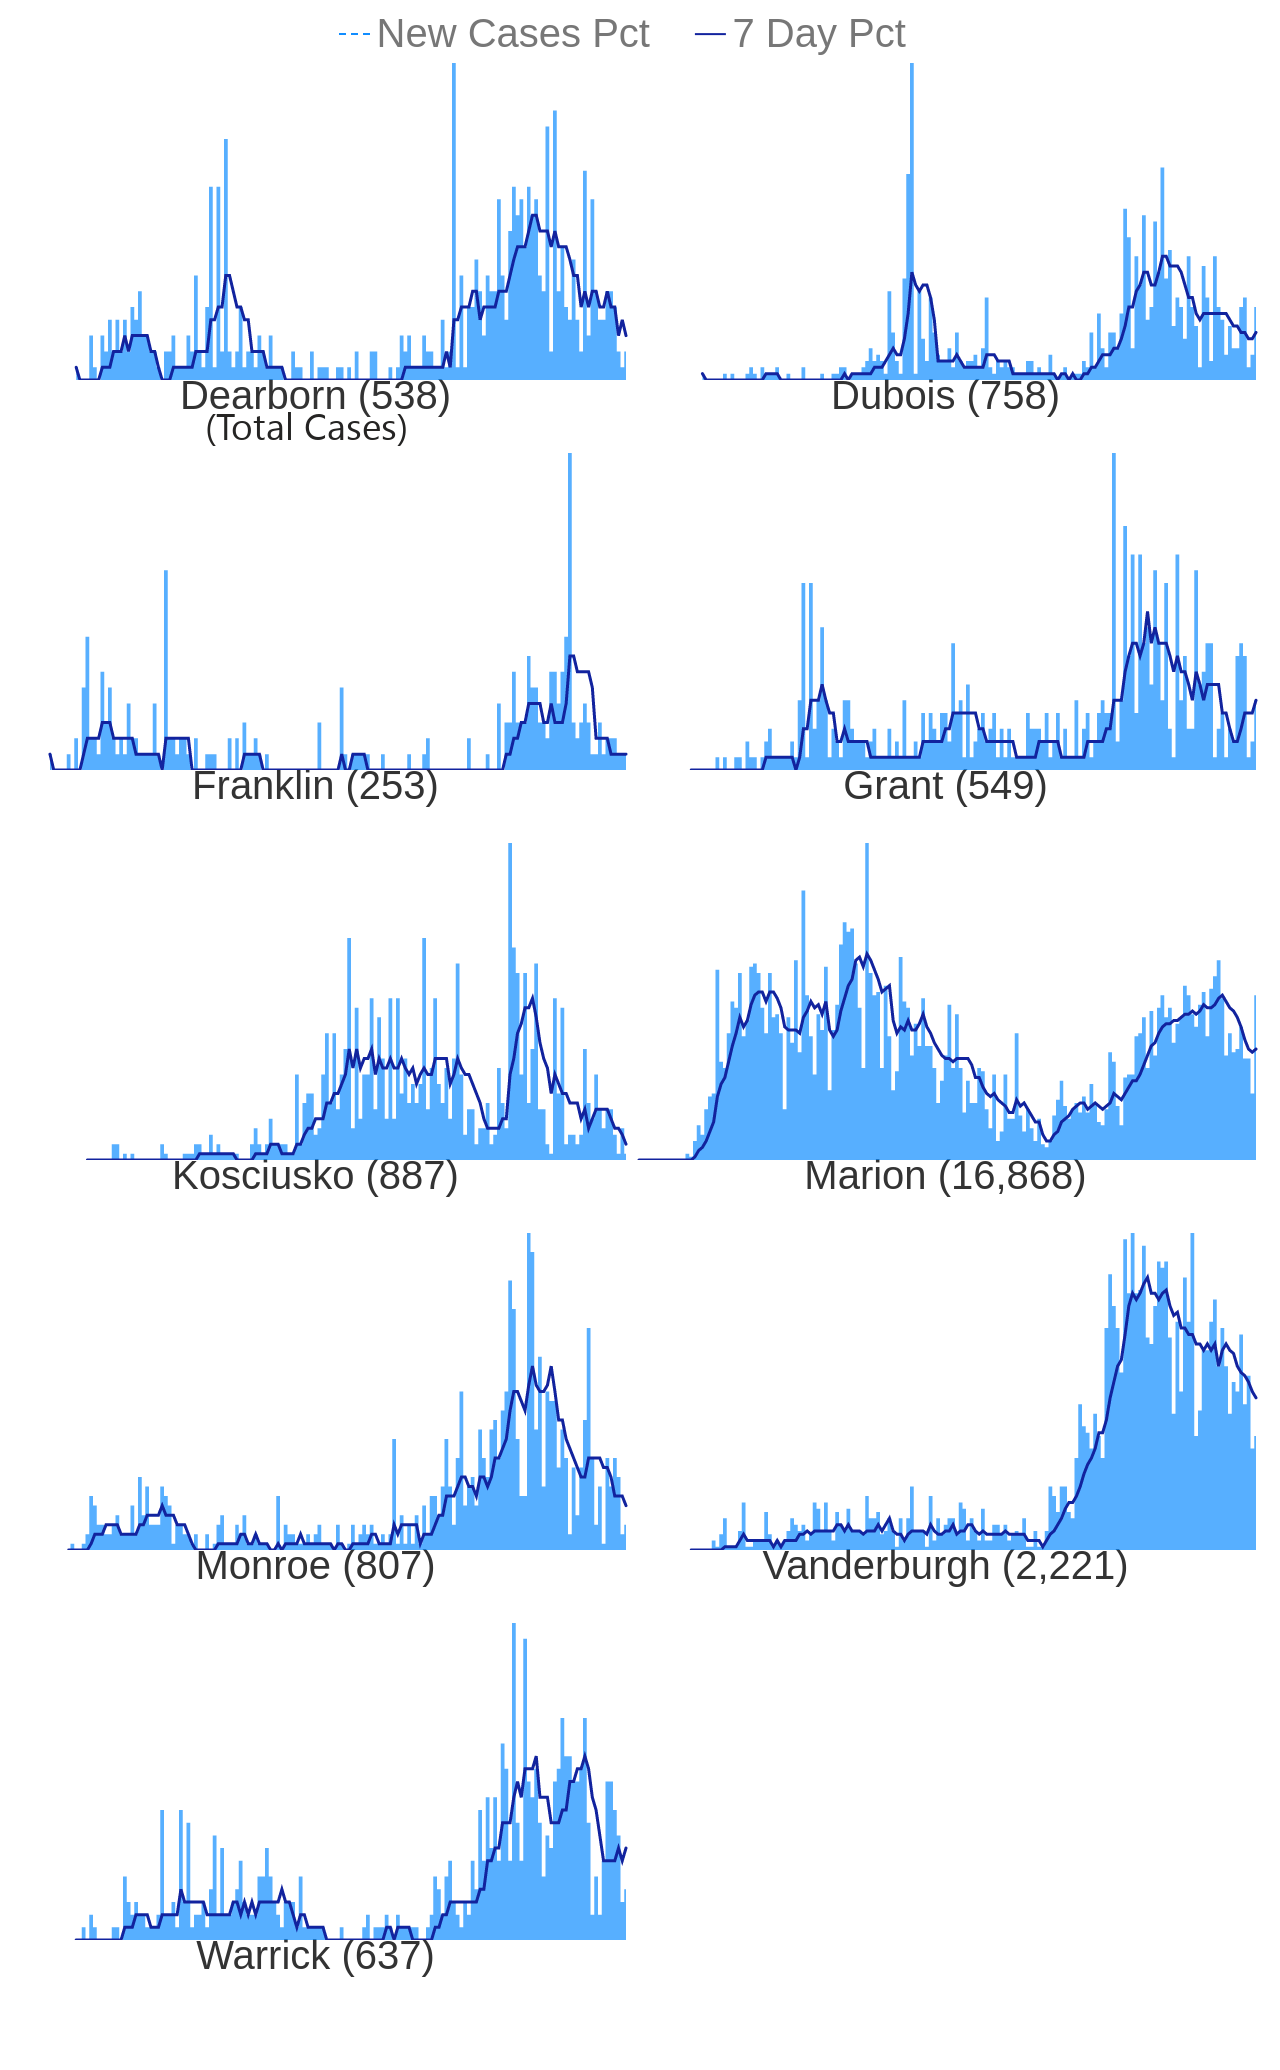 New Cases Pct 7 Day Pct
Dearborn (538) Dubois (758)
(Total Cases)
Franklin (253) Grant (549)
Kosciusko (887) Marion (16,868)
Monroe (807) Vanderburgh (2,221)
Warrick (637)